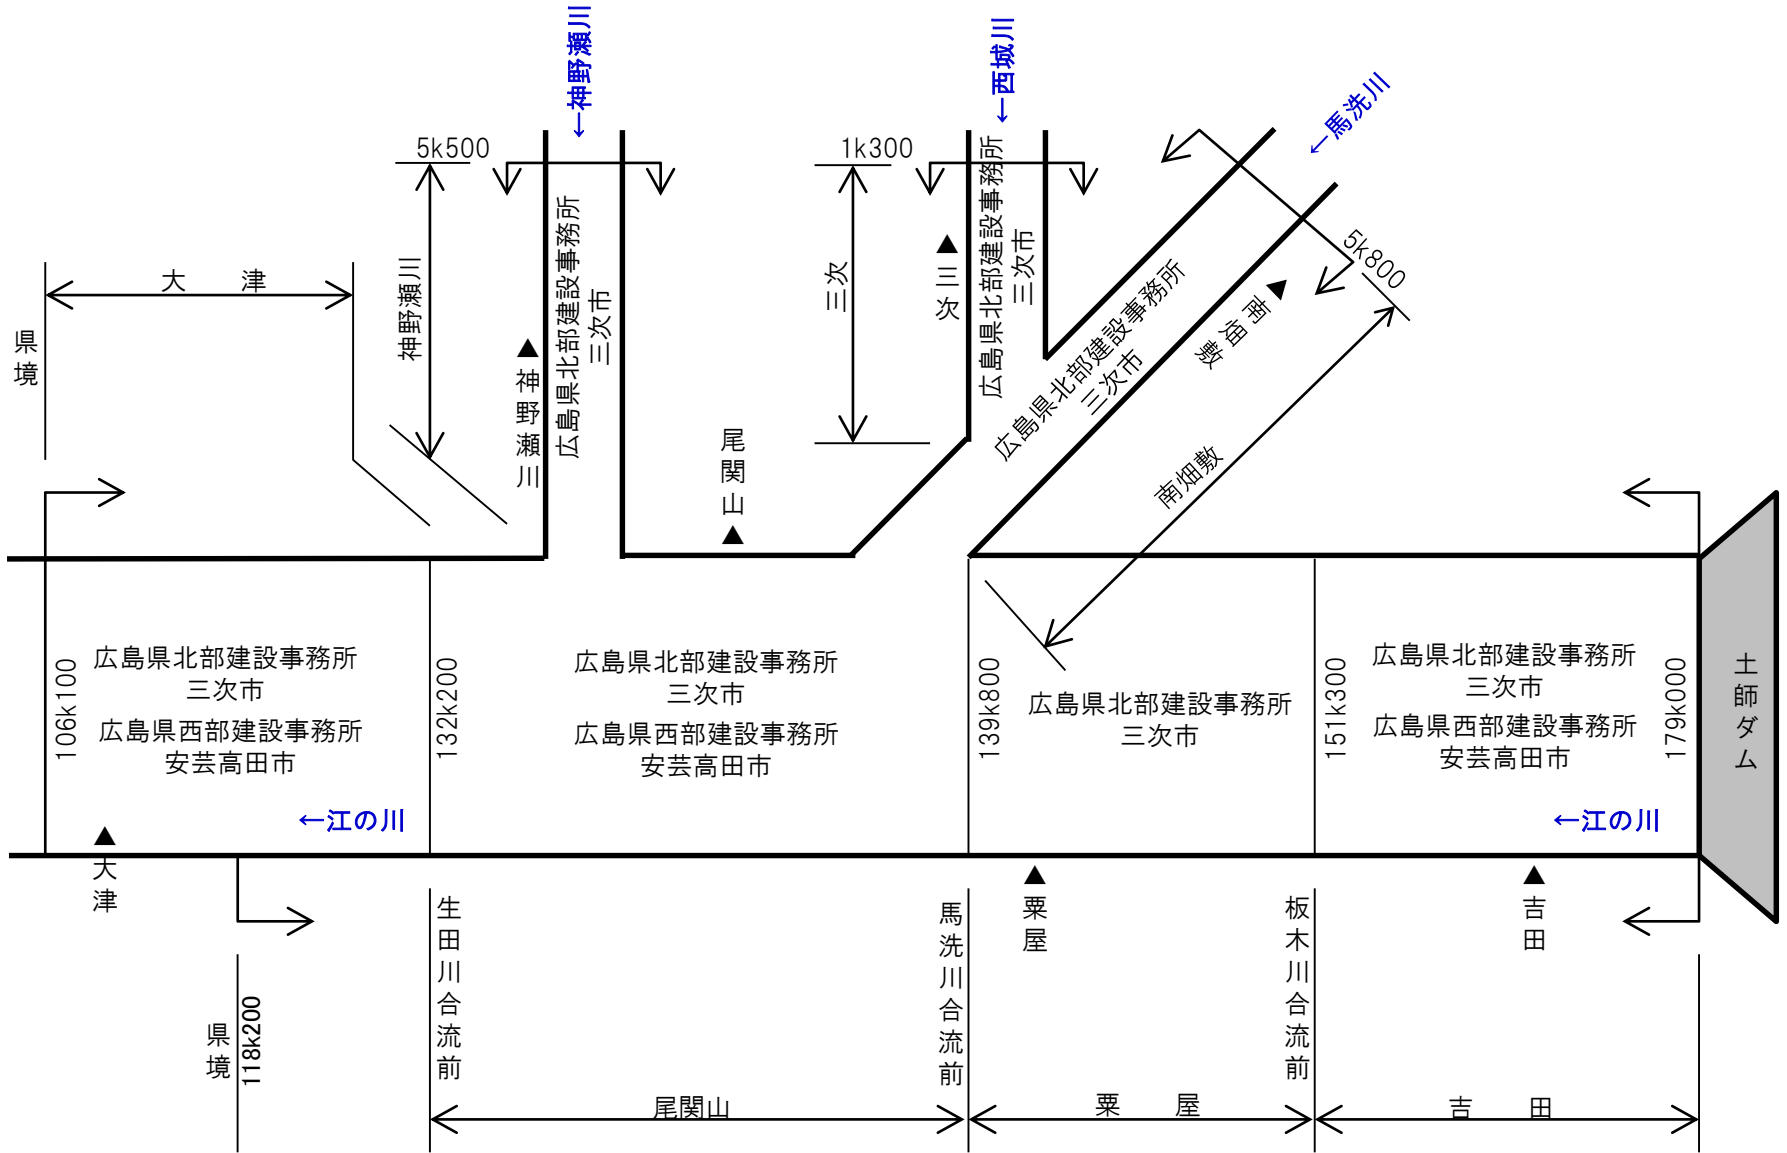 ←神野瀬川
←西城川
←馬洗川
5k500
1k300
5k800
大　津
県境
神野瀬川
▲神野瀬川
広島県北部建設事務所
三次市
尾関山▲
三次
▲三次
広島県北部建設事務所
三次市
広島県北部建設事務所
三次市
▲南畑敷
南畑敷
106k100
広島県北部建設事務所
三次市
広島県西部建設事務所
安芸高田市
132k200
広島県北部建設事務所
三次市
広島県西部建設事務所
安芸高田市
139k800
広島県北部建設事務所
三次市
151k300
広島県北部建設事務所
三次市
広島県西部建設事務所
安芸高田市
179k000
土師ダム
←江の川
←江の川
▲大津
県境
118k200
生田川合流前
馬洗川合流前
▲粟屋
板木川合流前
▲吉田
尾関山
粟　屋
吉　田